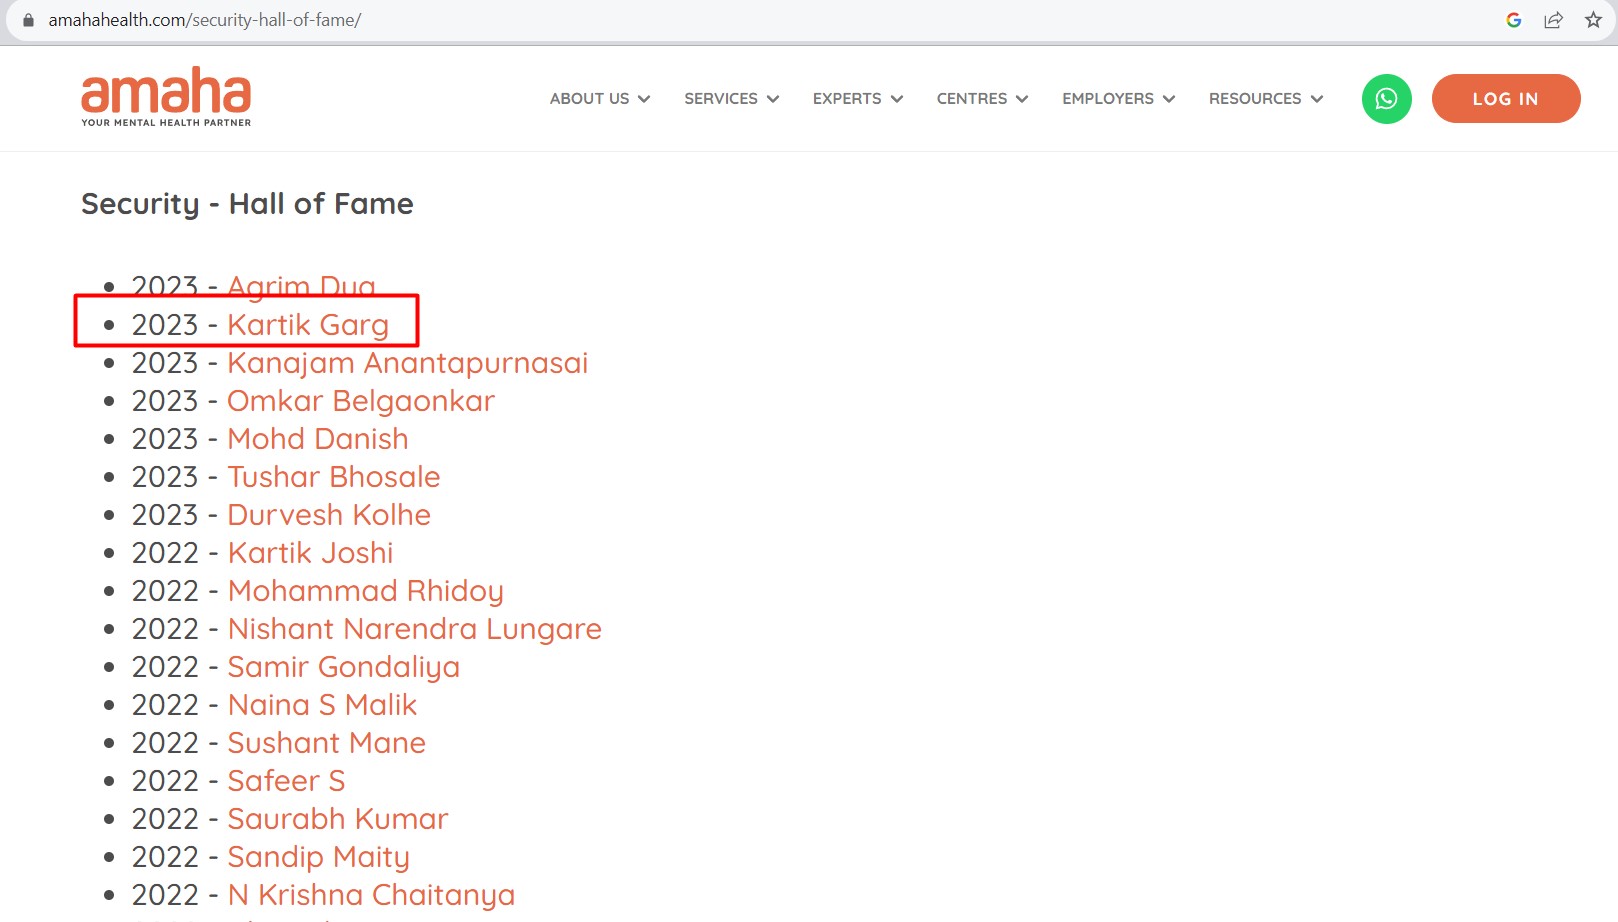 amahahealth.com/security-hall-of-fame/
amaha
YOUR MENTAL HEALTH PARTNER
ABOUT US SERVICES EXPERTS CENTRES EMPLOYERS RESOURCES LOG IN
Security - Hall of Fame
2023 - Agrim Dua
2023 - Kartik Garg
2023 - Kanajam Anantapurnasai
2023 - Omkar Belgaonkar
2023 - Mohd Danish
2023 - Tushar Bhosale
2023 - Durvesh Kolhe
2022 - Kartik Joshi
2022 - Mohammad Rhidoy
2022 - Nishant Narendra Lungare
2022 - Samir Gondaliya
2022 - Naina S Malik
2022 - Sushant Mane
2022 - Safeer S
2022 - Saurabh Kumar
2022 - Sandip Maity
2022 - N Krishna Chaitanya